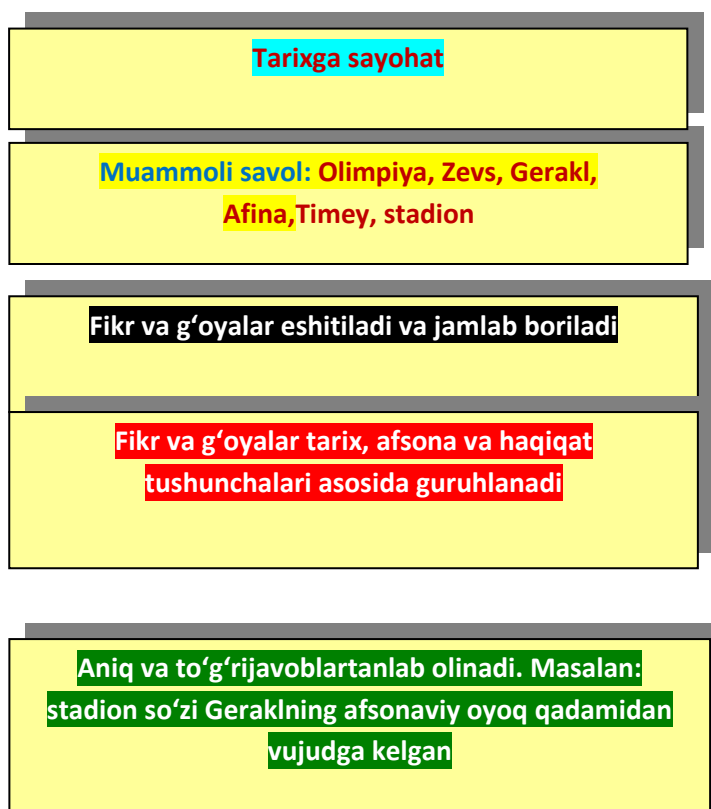 Tarixga sayohat
Muammoli savol: Olimpiya, Zevs, Gerakl,
Afina,Timey, stadion
Fikr va g‘oyalar eshitiladi va jamlab boriladi
Fikr va g‘oyalar tarix, afsona va haqiqat
tushunchalari asosida guruhlanadi
Aniq va to‘g‘rijavoblartanlab olinadi. Masalan:
stadion so‘zi Geraklning afsonaviy oyoq qadamidan
vujudga kelgan